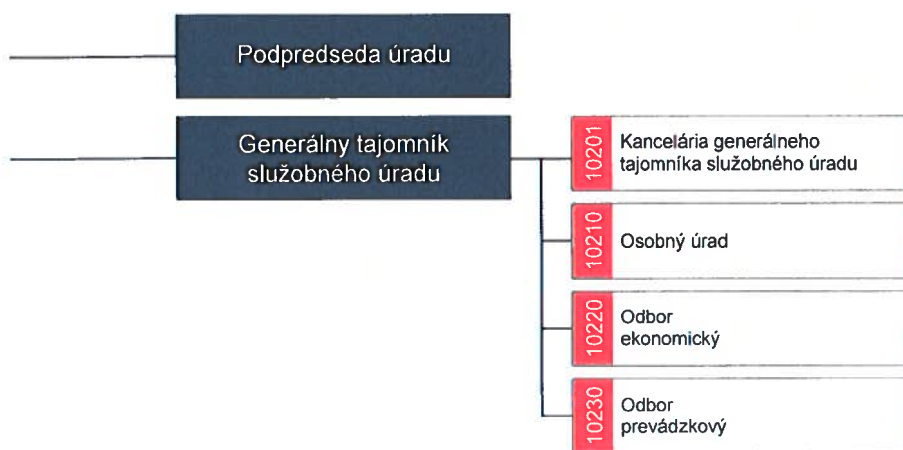 Podpredseda úradu
Generálny tajomník
služobného úradu
10201
Kancelária generálneho
tajomníka služobného úradu
10210
Osobný úrad
10220
Odbor
ekonomický
10230
Odbor
prevádzkový